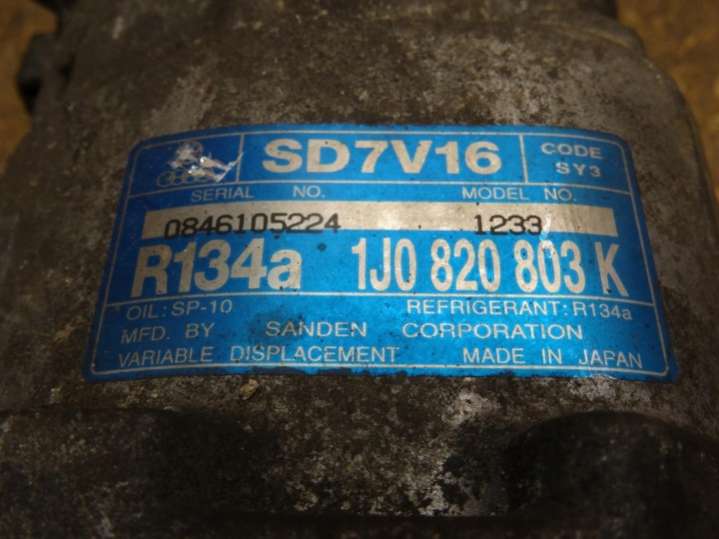 SD7V16 CODE
SY3
SERIAL NO. MODEL NO.
0846105224 1233
R134a 1J0 820 803 K
OIL: SP-10 REFRIGERANT: R134a
MFD. BY SANDEN CORPORATION
VARIABLE DISPLACEMENT MADE IN JAPAN